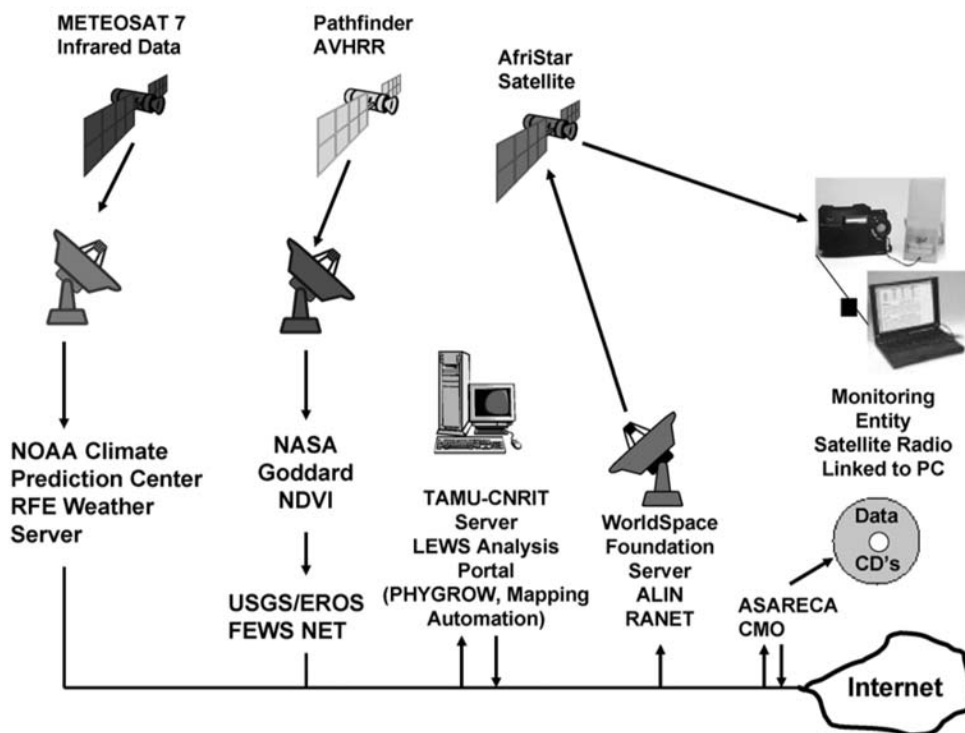 METEOSAT 7
Infrared Data
Pathfinder
AVHRR
AfriStar
Satellite
Monitoring
Entity
Satellite Radio
Linked to PC
NOAA Climate
Prediction Center
RFE Weather
Server
NASA
Goddard
NDVI
USGS/EROS
FEWS NET
TAMU-CNRIT
Server
LEWS Analysis
Portal
(PHYGROW, Mapping
Automation)
WorldSpace
Foundation
Server
ALIN
RANET
Data
CD's
ASARECA
CMO
Internet